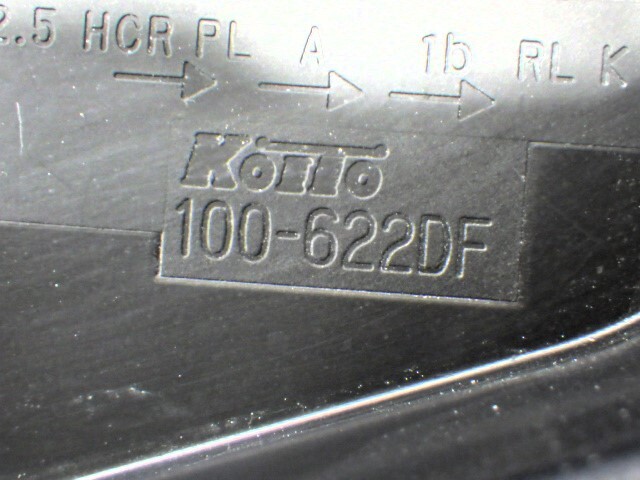 2.5 HCR PL A 1b RL K
→ → →
KOITO
100-622DF